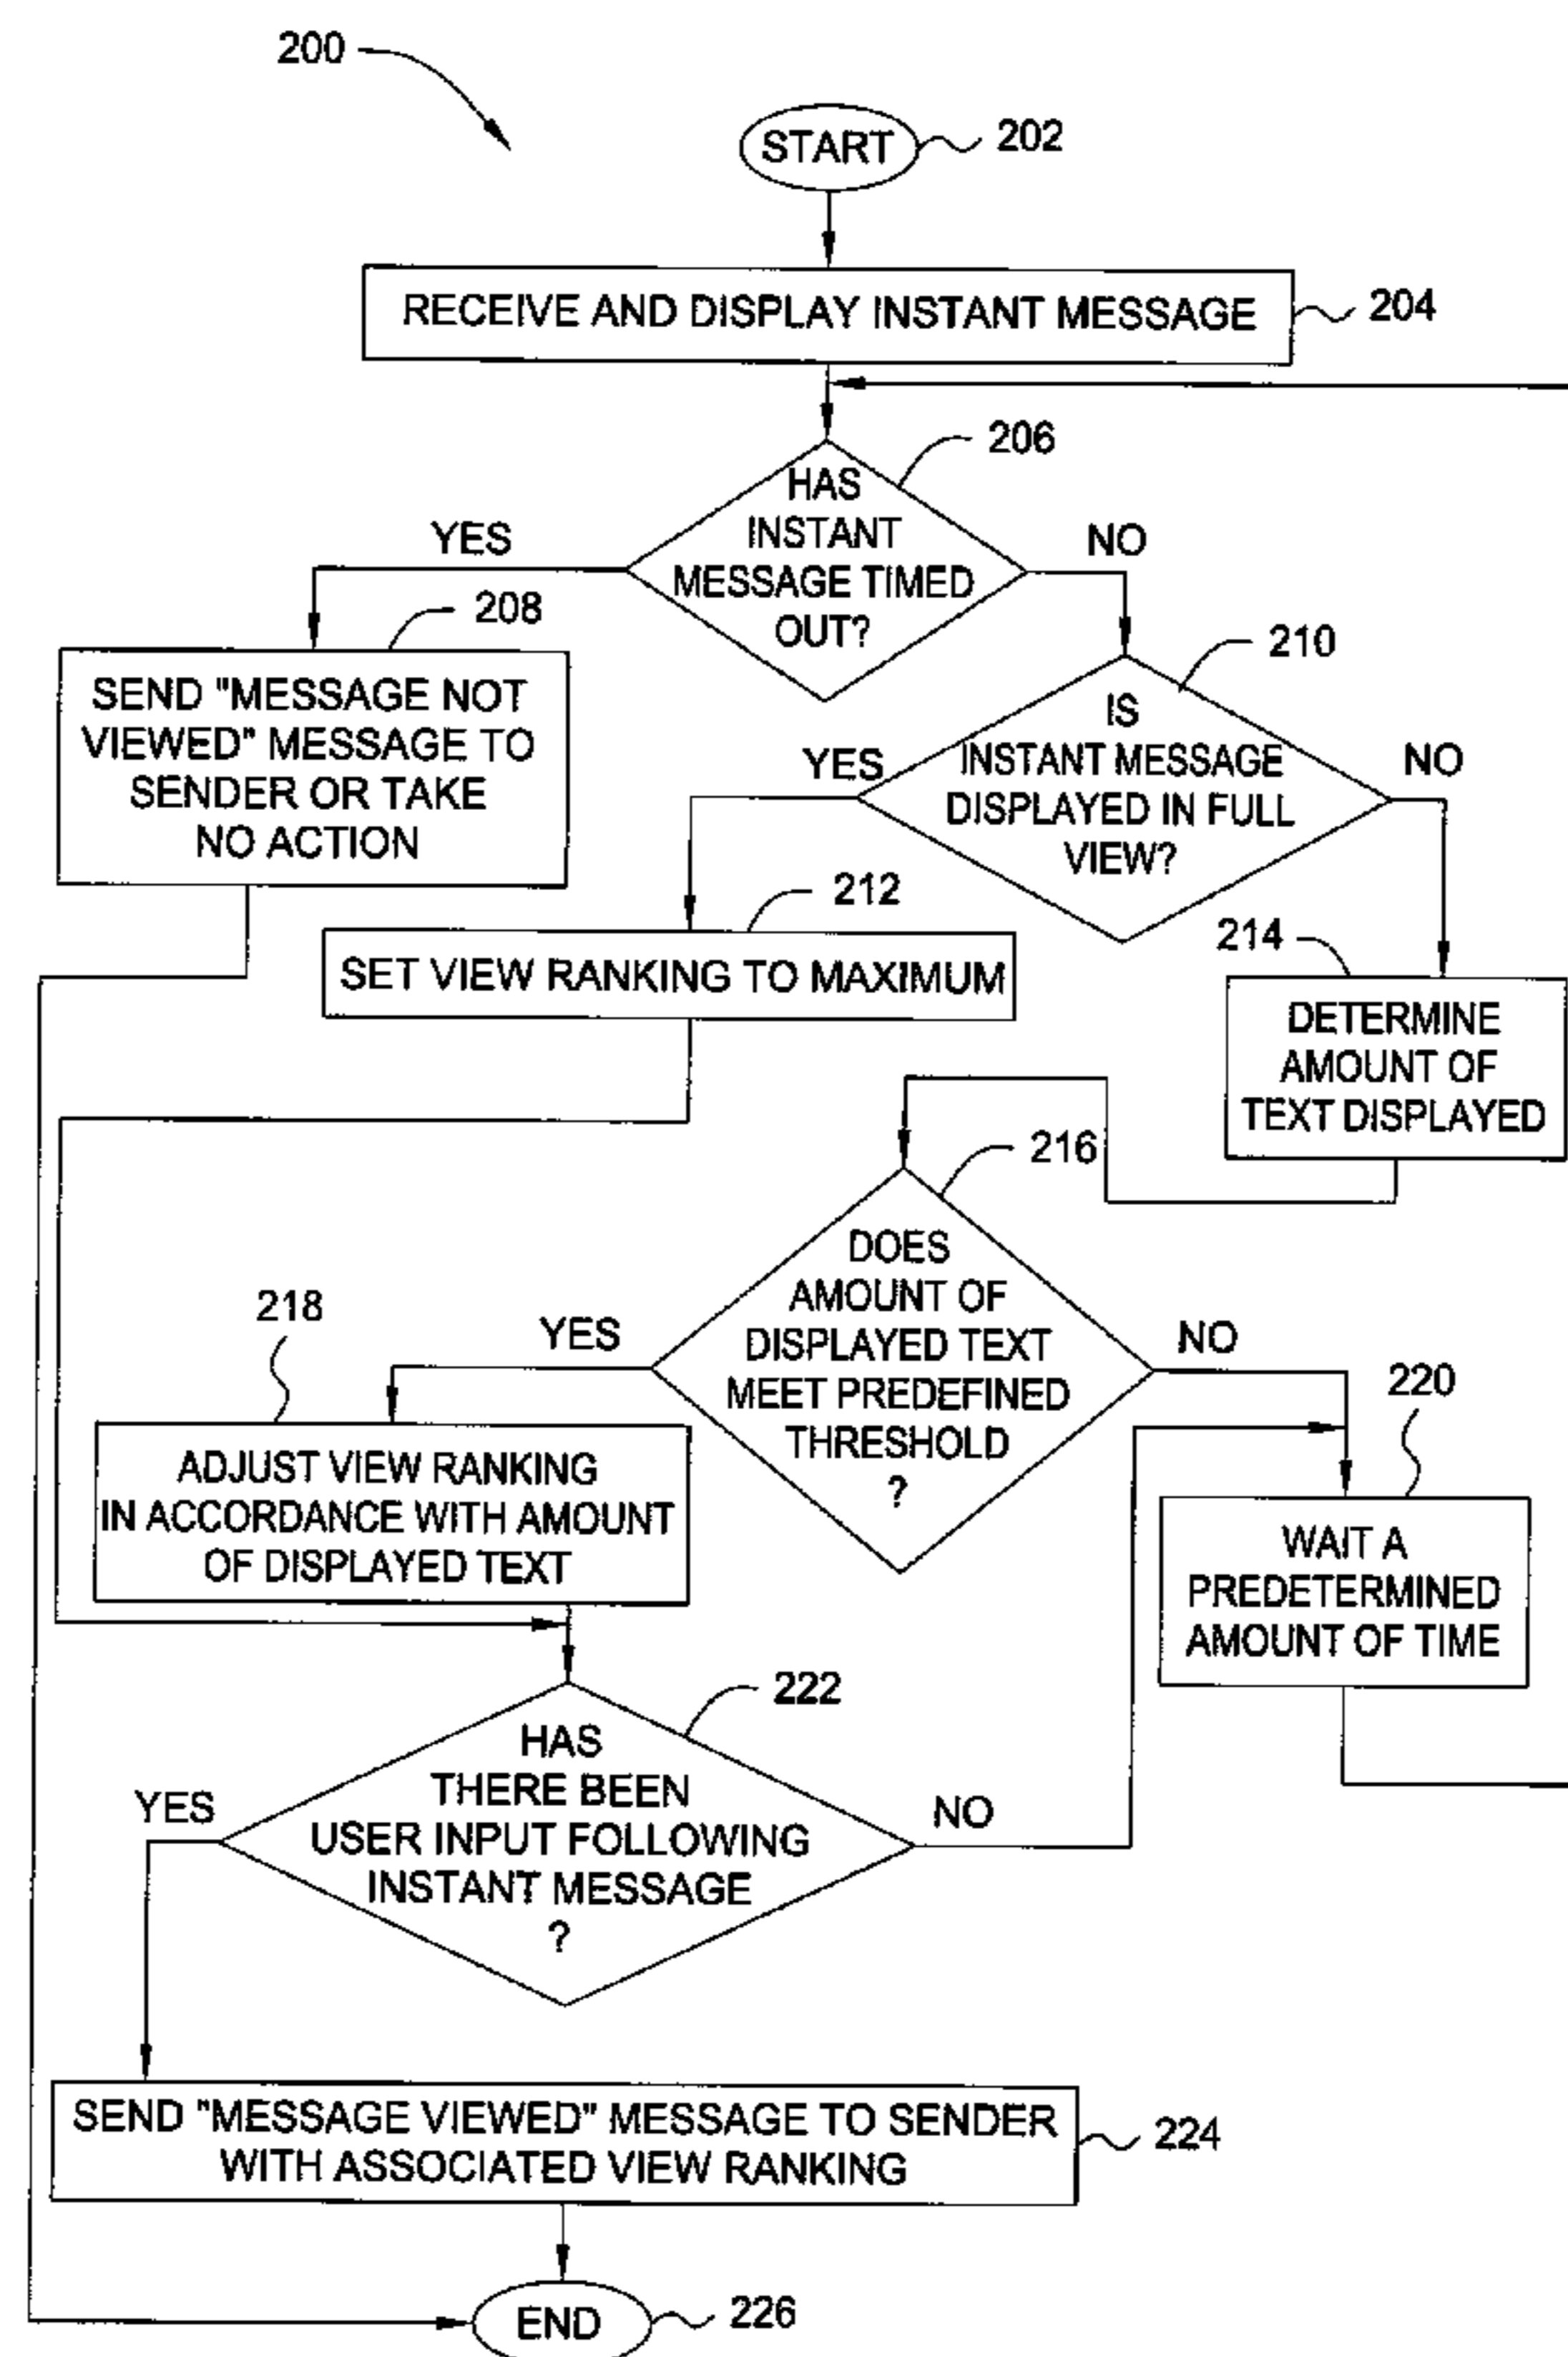 200
START
202
RECEIVE AND DISPLAY INSTANT MESSAGE
204
206
HAS
INSTANT
MESSAGE TIMED
OUT?
YES
NO
208
SEND "MESSAGE NOT
VIEWED" MESSAGE TO
SENDER OR TAKE
NO ACTION
210
IS
INSTANT MESSAGE
DISPLAYED IN FULL
VIEW?
YES
NO
212
SET VIEW RANKING TO MAXIMUM
214
DETERMINE
AMOUNT OF
TEXT DISPLAYED
216
DOES
AMOUNT OF
DISPLAYED TEXT
MEET PREDEFINED
THRESHOLD
?
YES
NO
218
ADJUST VIEW RANKING
IN ACCORDANCE WITH AMOUNT
OF DISPLAYED TEXT
220
WAIT A
PREDETERMINED
AMOUNT OF TIME
222
HAS
THERE BEEN
USER INPUT FOLLOWING
INSTANT MESSAGE
?
YES
NO
SEND "MESSAGE VIEWED" MESSAGE TO SENDER
WITH ASSOCIATED VIEW RANKING
224
END
226